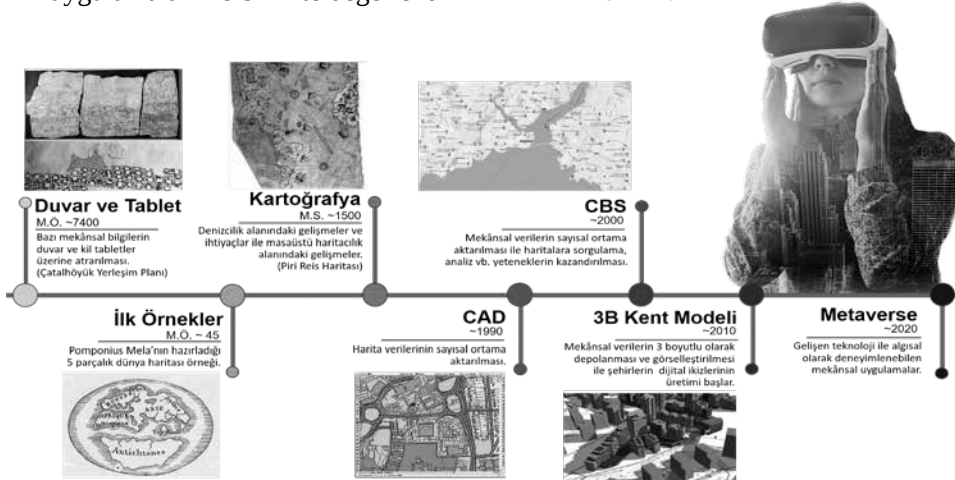 Duvar ve Tablet
M.Ö. ~7400
Bazı mekânsal bilgilerin
duvar ve kil tabletler
üzerine atrarılması.
(Çatalhöyük Yerleşim Planı)
Kartoğrafya
M.S. ~1500
Denizcilik alanındaki gelişmeler ve
ihtiyaçlar ile masaüstü haritacılık
alanındaki gelişmeler.
(Piri Reis Haritası)
CBS
~2000
Mekânsal verilerin sayısal ortama
aktarılması ile haritalara sorgulama,
analiz vb. yeteneklerin kazandırılması.
İlk Örnekler
M.Ö. ~ 45
Pomponius Mela’nın hazırladığı
5 parçalık dünya haritası örneği.
Antichtones
CAD
~1990
Harita verilerinin sayısal ortama
aktarılması.
3B Kent Modeli
~2010
Mekânsal verilerin 3 boyutlu olarak
depolanması ve görselleştirilmesi
ile şehirlerin dijital ikizlerinin
üretimi başlar.
Metaverse
~2020
Gelişen teknoloji ile algısal
olarak deneyimlenebilen
mekânsal uygulamalar.